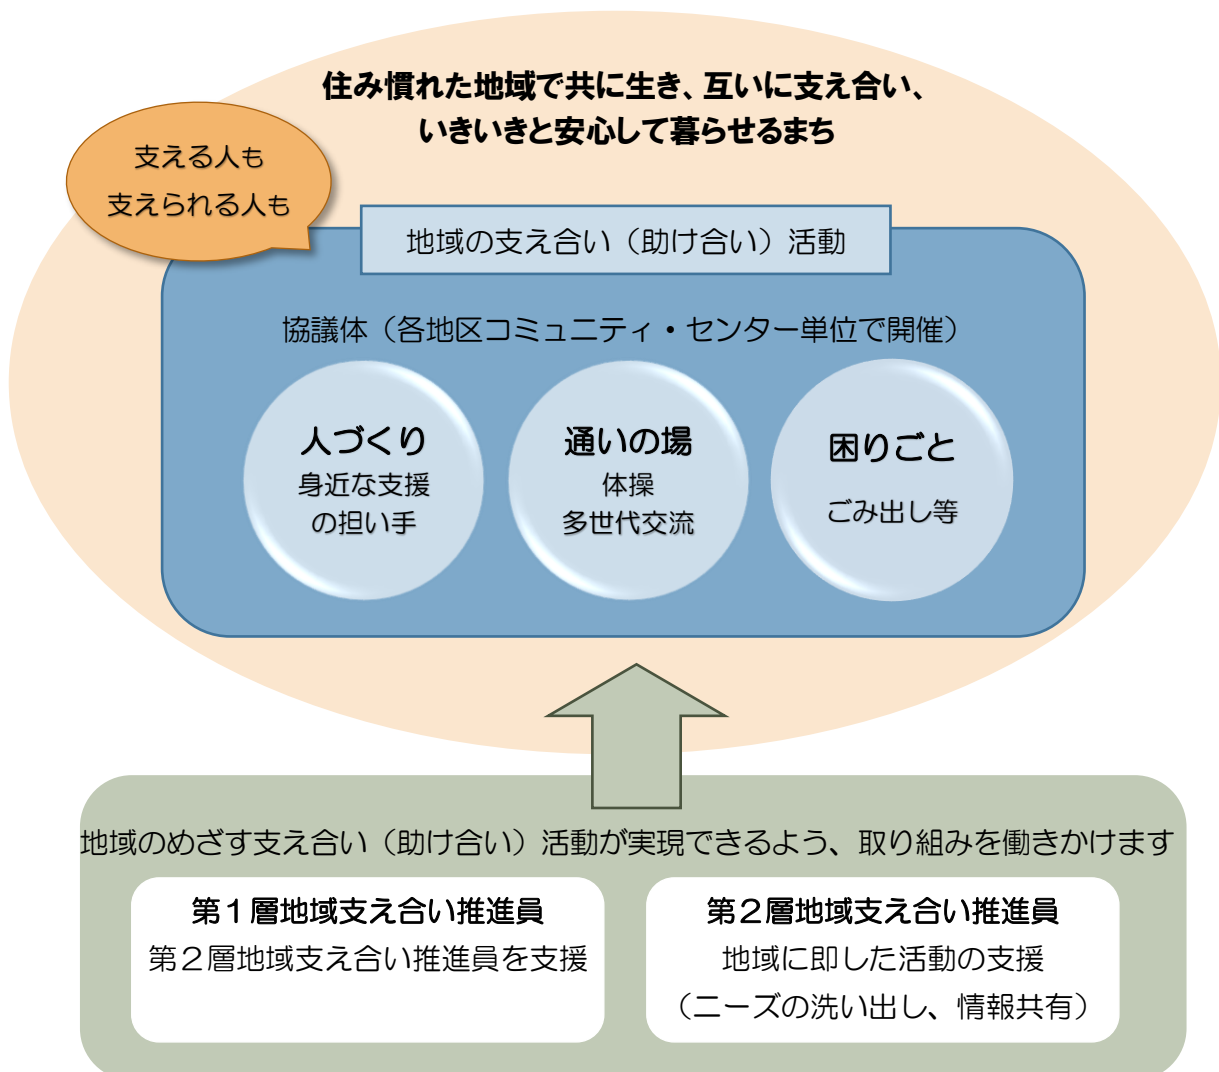 住み慣れた地域で共に生き、互いに支え合い、
いきいきと安心して暮らせるまち
支える人も
支えられる人も
地域の支え合い（助け合い）活動
協議体（各地区コミュニティ・センター単位で開催）
人づくり
身近な支援
の担い手
通いの場
体操
多世代交流
困りごと
ごみ出し等
地域のめざす支え合い（助け合い）活動が実現できるよう、取り組みを働きかけます
第１層地域支え合い推進員
第２層地域支え合い推進員を支援
第２層地域支え合い推進員
地域に即した活動の支援
（ニーズの洗い出し、情報共有）